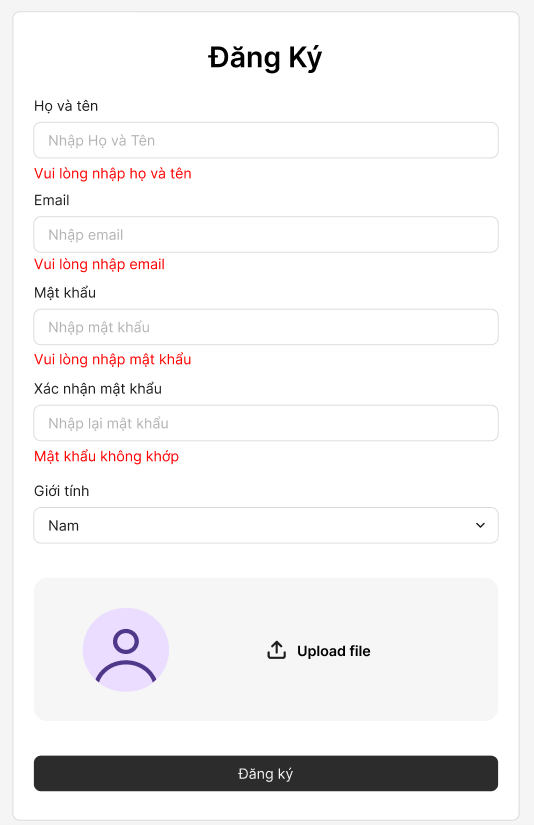 Đăng Ký
Họ và tên
Nhập Họ và Tên
Vui lòng nhập họ và tên
Email
Nhập email
Vui lòng nhập email
Mật khẩu
Nhập mật khẩu
Vui lòng nhập mật khẩu
Xác nhận mật khẩu
Nhập lại mật khẩu
Mật khẩu không khớp
Giới tính
Nam
Upload file
Đăng ký